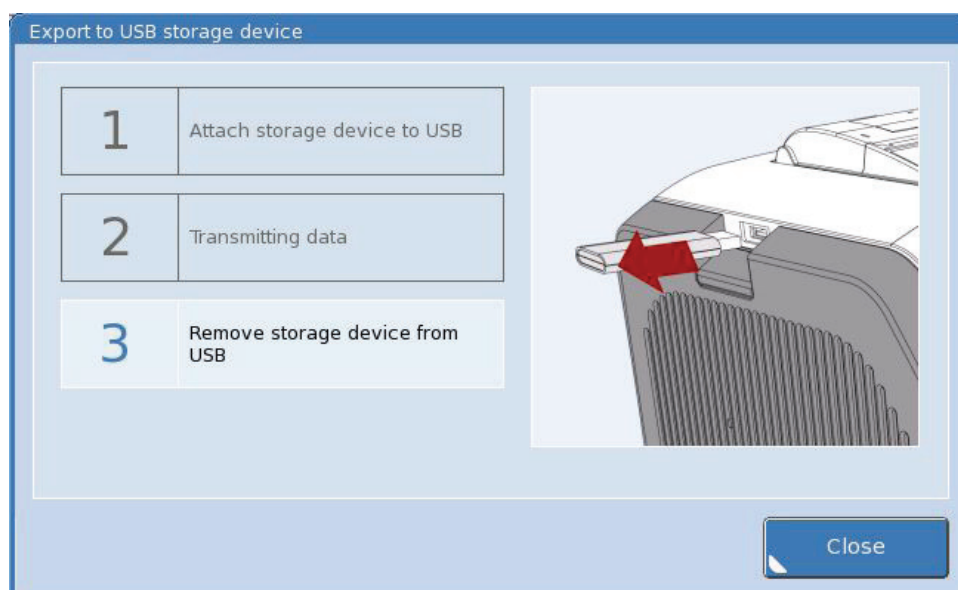 Export to USB storage device
1
Attach storage device to USB
2
Transmitting data
3
Remove storage device from
USB
Close